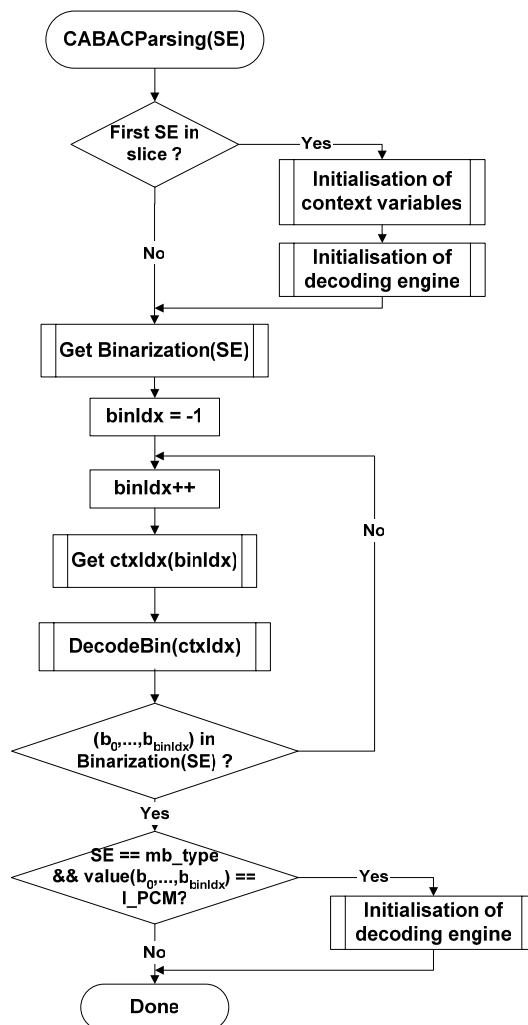 CABACParsing(SE)
First SE in
slice ?
Yes
Initialisation of
context variables
No
Initialisation of
decoding engine
Get Binarization(SE)
binIdx = -1
binIdx++
No
Get ctxIdx(binIdx)
DecodeBin(ctxIdx)
(b0,...,bbinIdx) in
Binarization(SE) ?
Yes
SE == mb_type
&& value(b0,...,bbinIdx) ==
I_PCM?
Yes
Initialisation of
decoding engine
No
Done